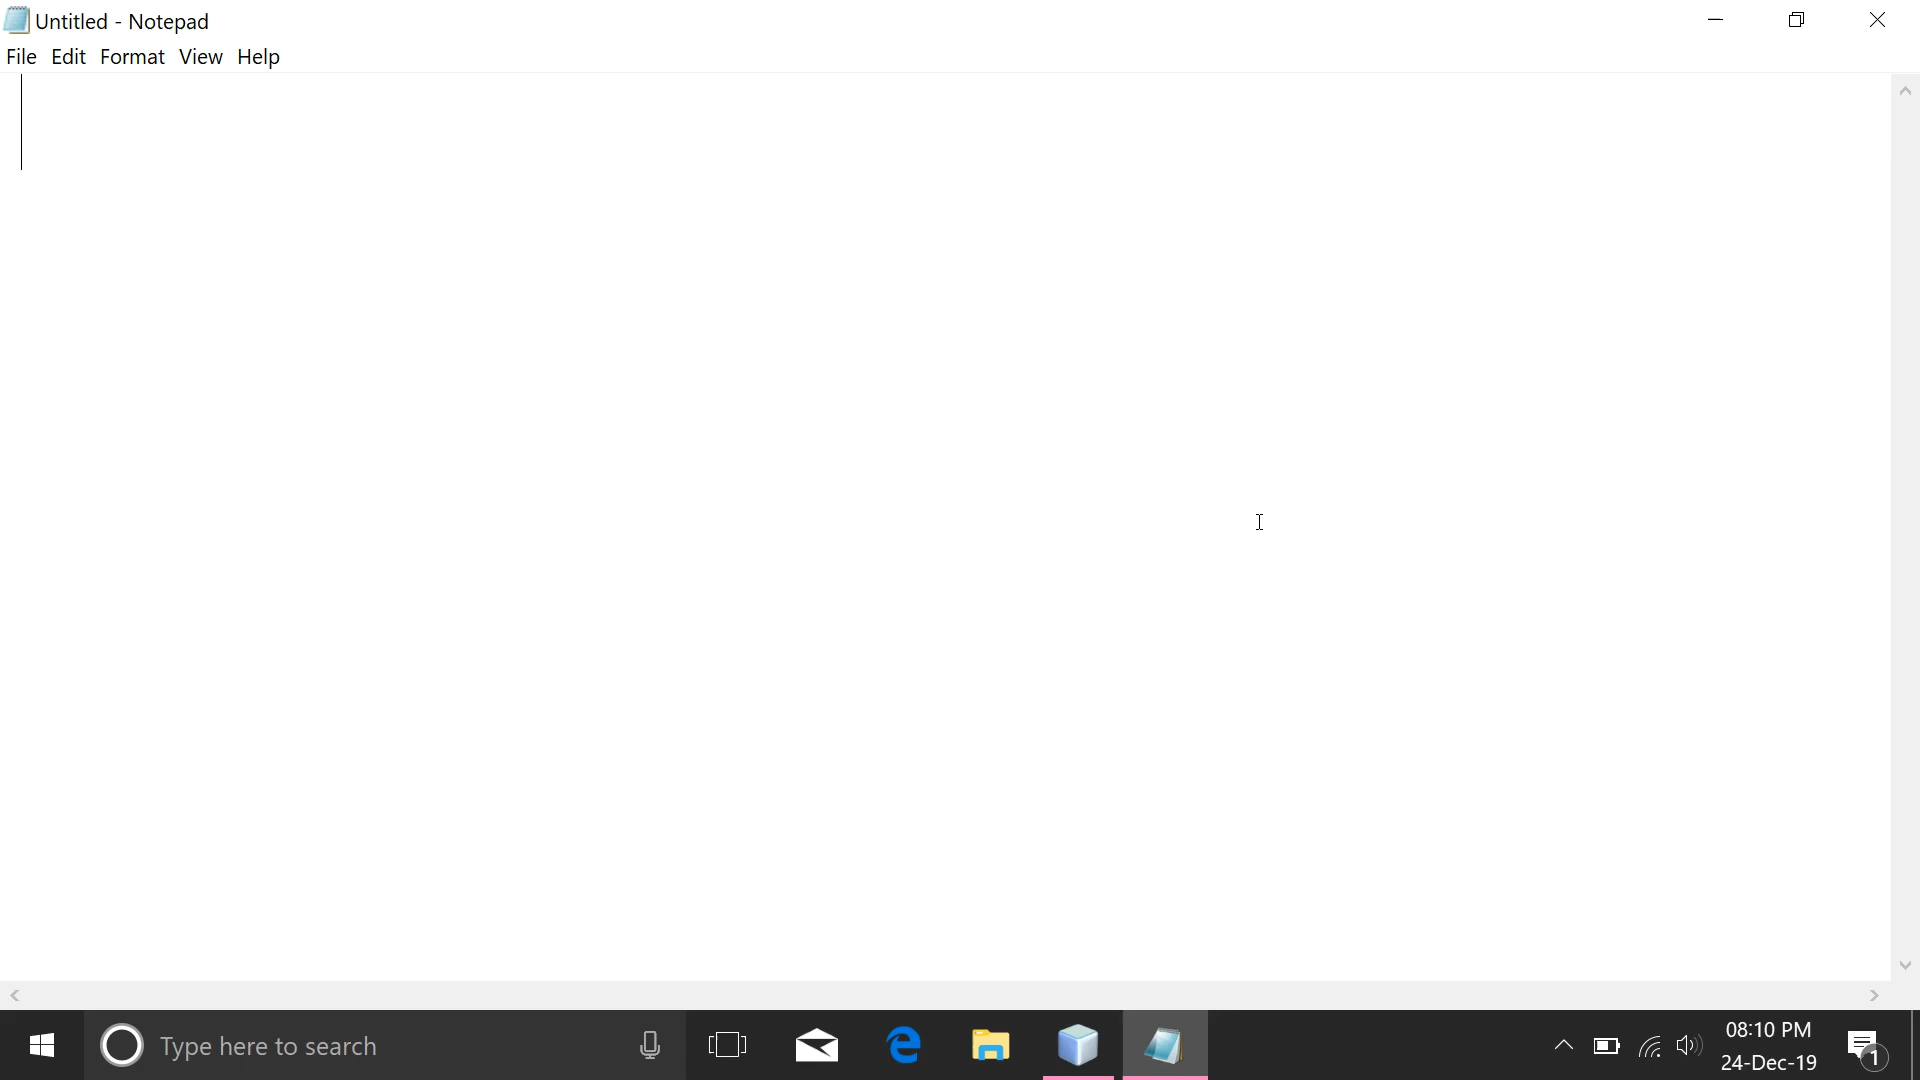 Untitled - Notepad
File Edit Format View Help
Type here to search
08:10 PM
24-Dec-19
1